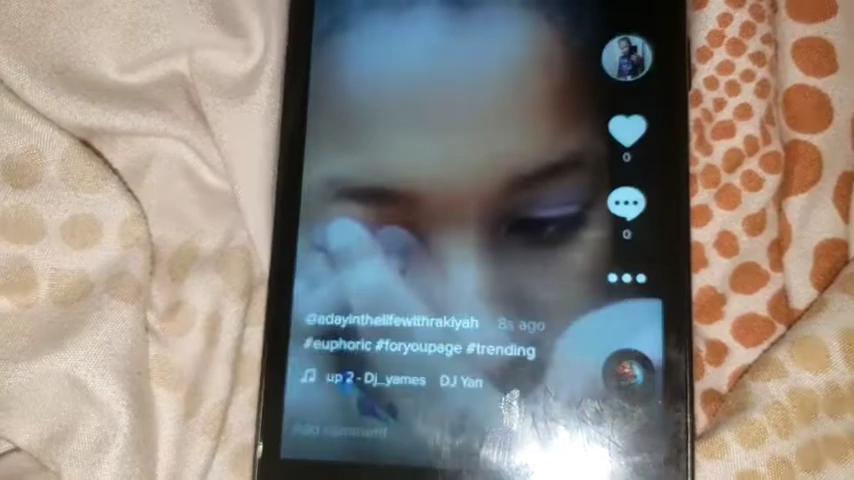 0
0
@adayinthelifewithrakiyah 8s ago
#euphoric #foryoupage #trending
up 2 - Dj_yames DJ Yan
Add comment